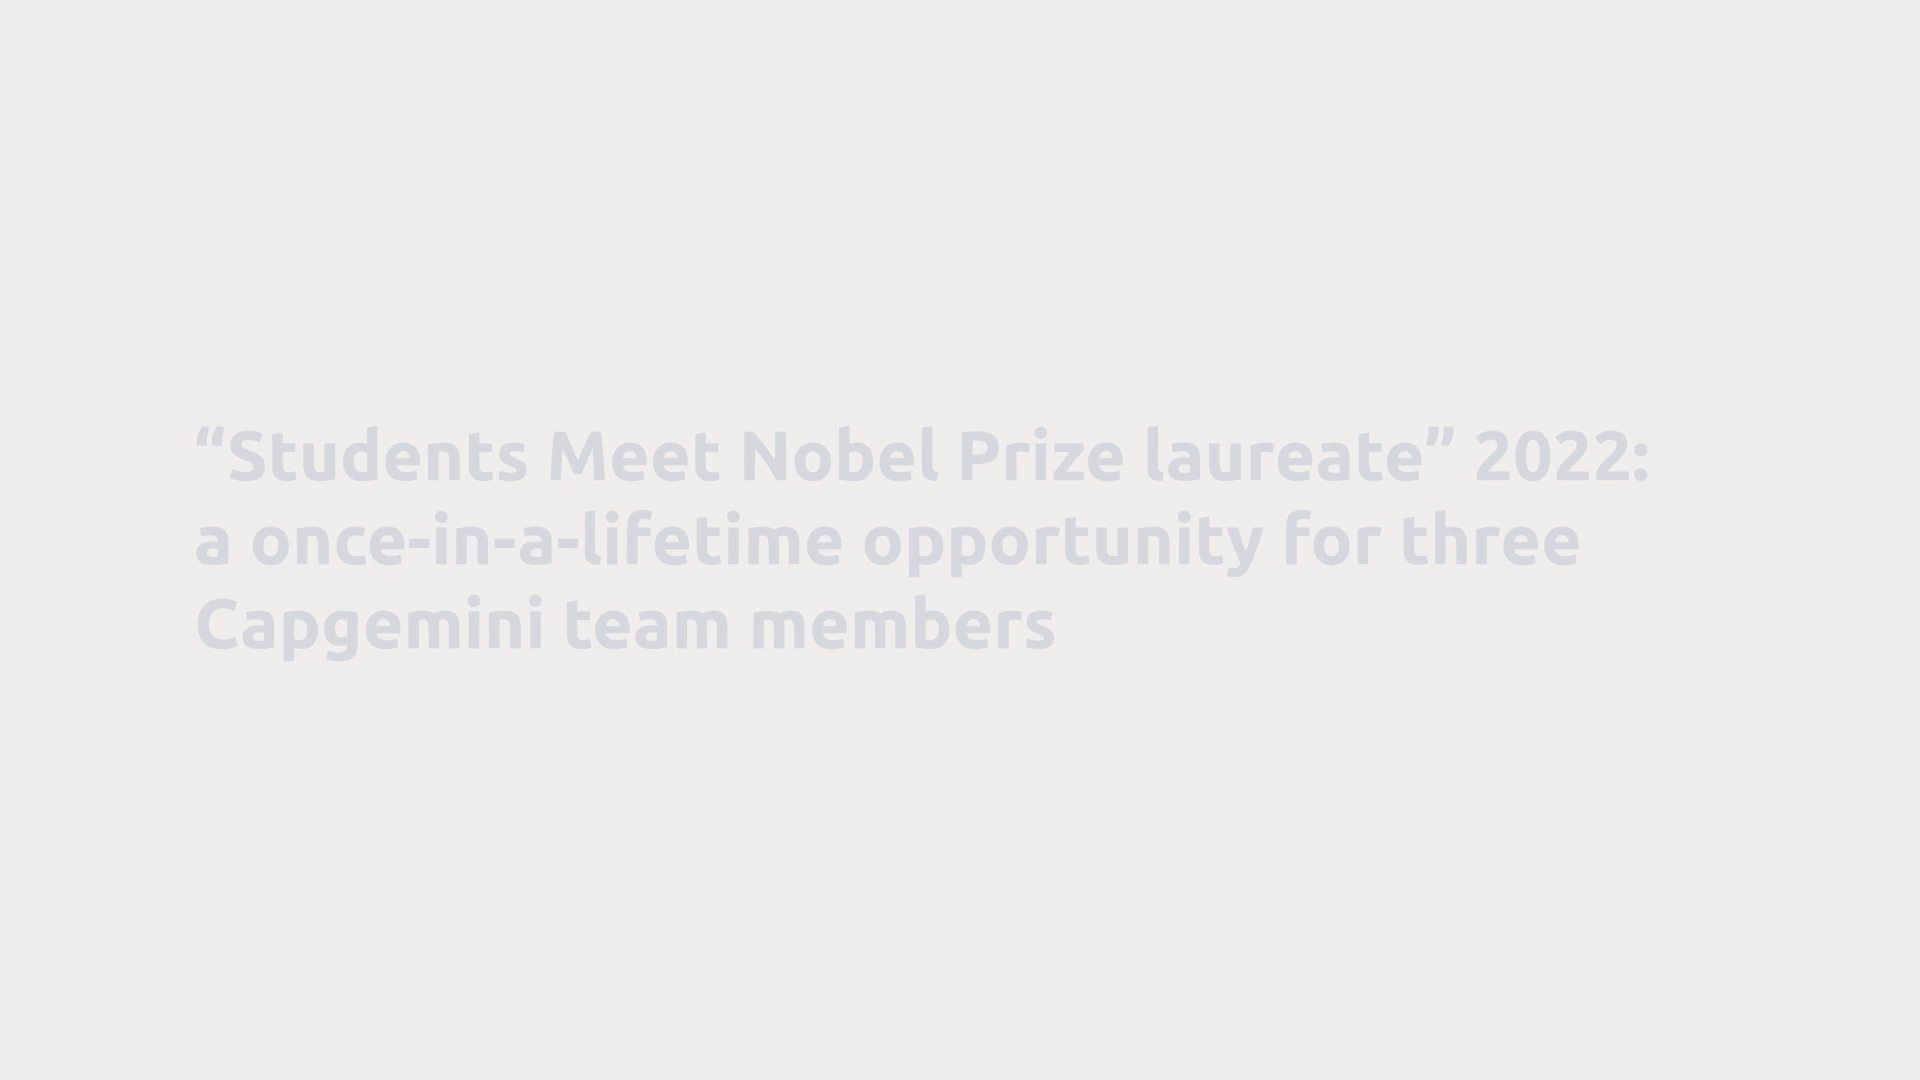 “Students Meet Nobel Prize laureate” 2022:
a once-in-a-lifetime opportunity for three
Capgemini team members